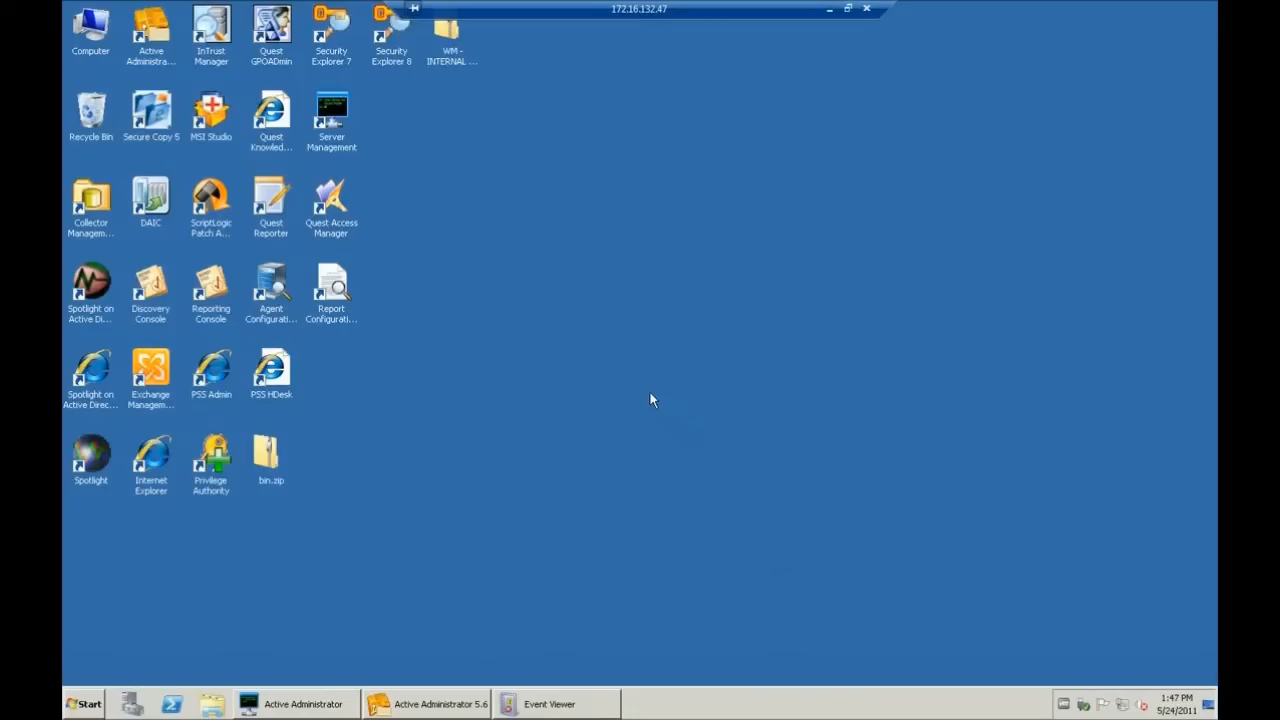 172.16.132.47
Computer
Active
Administra...
InTrust
Manager
Quest
GPOADmin
Security
Explorer 7
Security
Explorer 8
WM -
INTERNAL ...
Recycle Bin
Secure Copy 5
MSI Studio
Quest
Knowled...
Server
Management
Collector
Managem...
DAIC
ScriptLogic
Patch A...
Quest
Reporter
Quest Access
Manager
Spotlight on
Active Di...
Discovery
Console
Reporting
Console
Agent
Configurati...
Report
Configurati...
Spotlight on
Active Direc...
Exchange
Managem...
PSS Admin
PSS HDesk
Spotlight
Internet
Explorer
Privilege
Authority
bin.zip
Start
Active Administrator
Active Administrator 5.6
Event Viewer
1:47 PM
5/24/2011